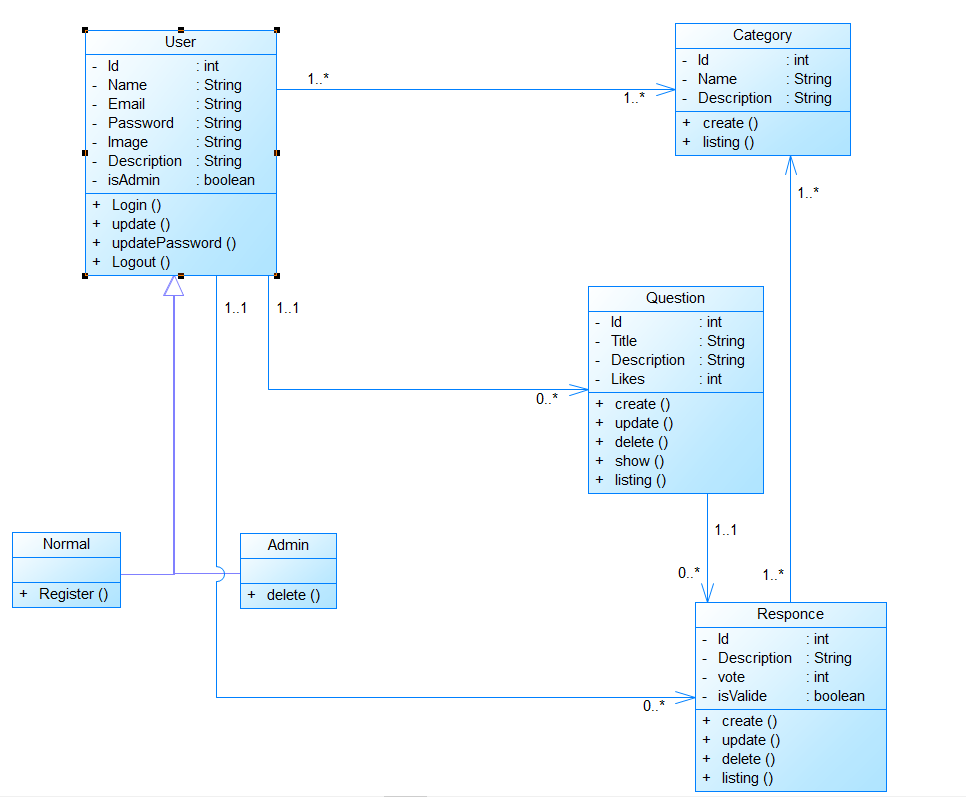 User
- Id : int
- Name : String
- Email : String
- Password : String
- Image : String
- Description : String
- isAdmin : boolean
+ Login ()
+ update ()
+ updatePassword ()
+ Logout ()
1..*
1..*
Category
- Id : int
- Name : String
- Description : String
+ create ()
+ listing ()
1..*
1..1
1..1
0..*
Question
- Id : int
- Title : String
- Description : String
- Likes : int
+ create ()
+ update ()
+ delete ()
+ show ()
+ listing ()
1..1
0..*
1..*
Normal
+ Register ()
Admin
+ delete ()
0..*
Responce
- Id : int
- Description : String
- vote : int
- isValide : boolean
+ create ()
+ update ()
+ delete ()
+ listing ()